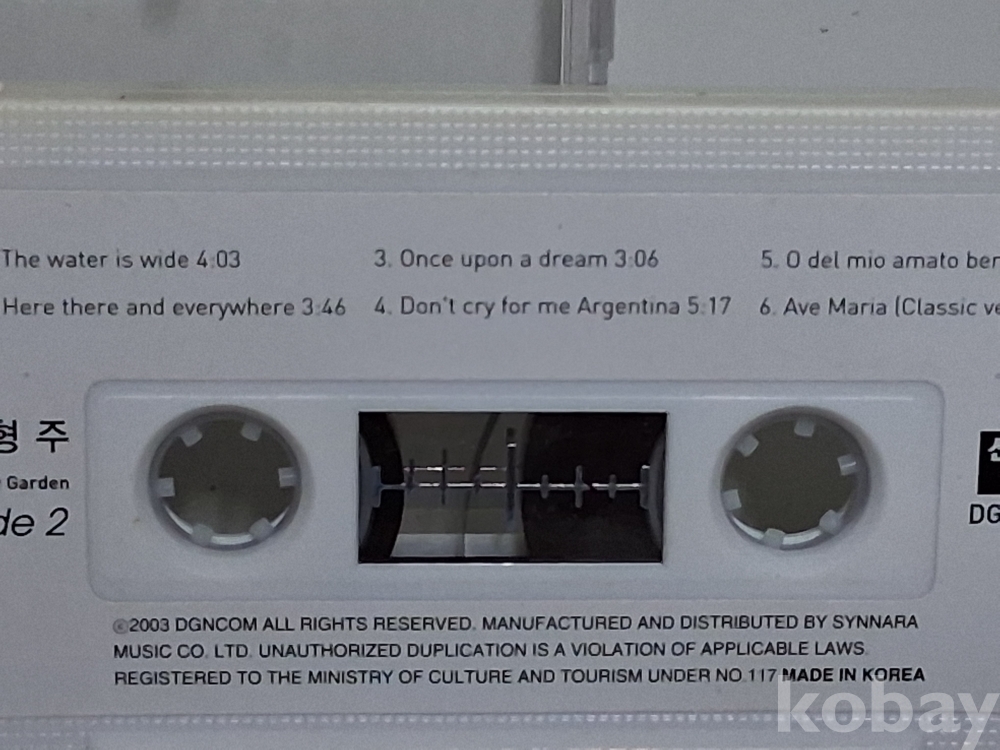 The water is wide 4:03
Here there and everywhere 3:46
3. Once upon a dream 3:06
4. Don't cry for me Argentina 5:17
5. O del mio amato ben
6. Ave Maria (Classic ve
형 주
Garden
de 2
DG
©2003 DGNCOM ALL RIGHTS RESERVED. MANUFACTURED AND DISTRIBUTED BY SYNNARA
MUSIC CO. LTD. UNAUTHORIZED DUPLICATION IS A VIOLATION OF APPLICABLE LAWS.
REGISTERED TO THE MINISTRY OF CULTURE AND TOURISM UNDER NO.117 MADE IN KOREA
kobay